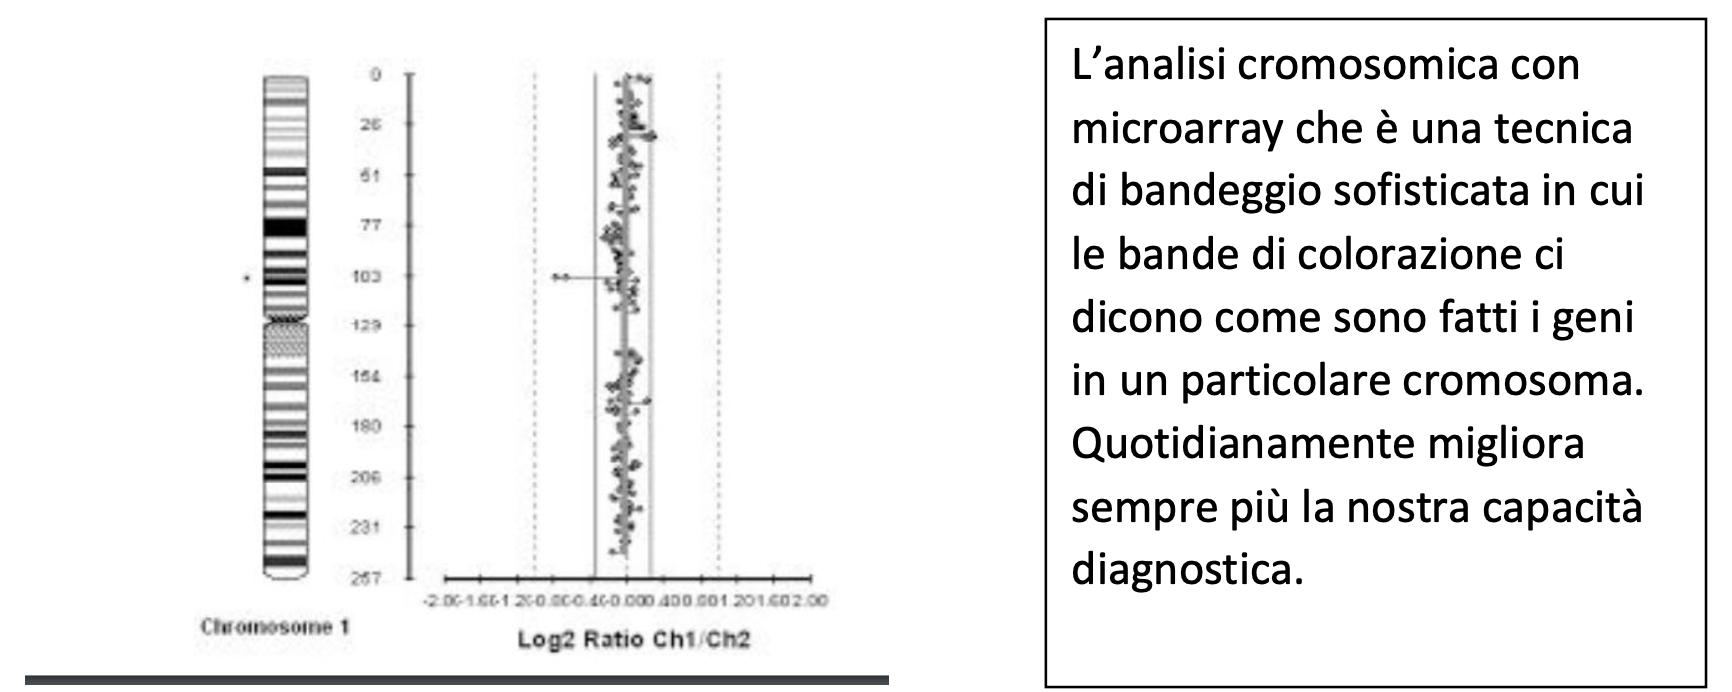 0
26
51
77
103
129
154
180
206
231
257
Chromosome 1
Log2 Ratio Ch1/Ch2
L’analisi cromosomica con
microarray che è una tecnica
di bandeggio sofisticata in cui
le bande di colorazione ci
dicono come sono fatti i geni
in un particolare cromosoma.
Quotidianamente migliora
sempre più la nostra capacità
diagnostica.